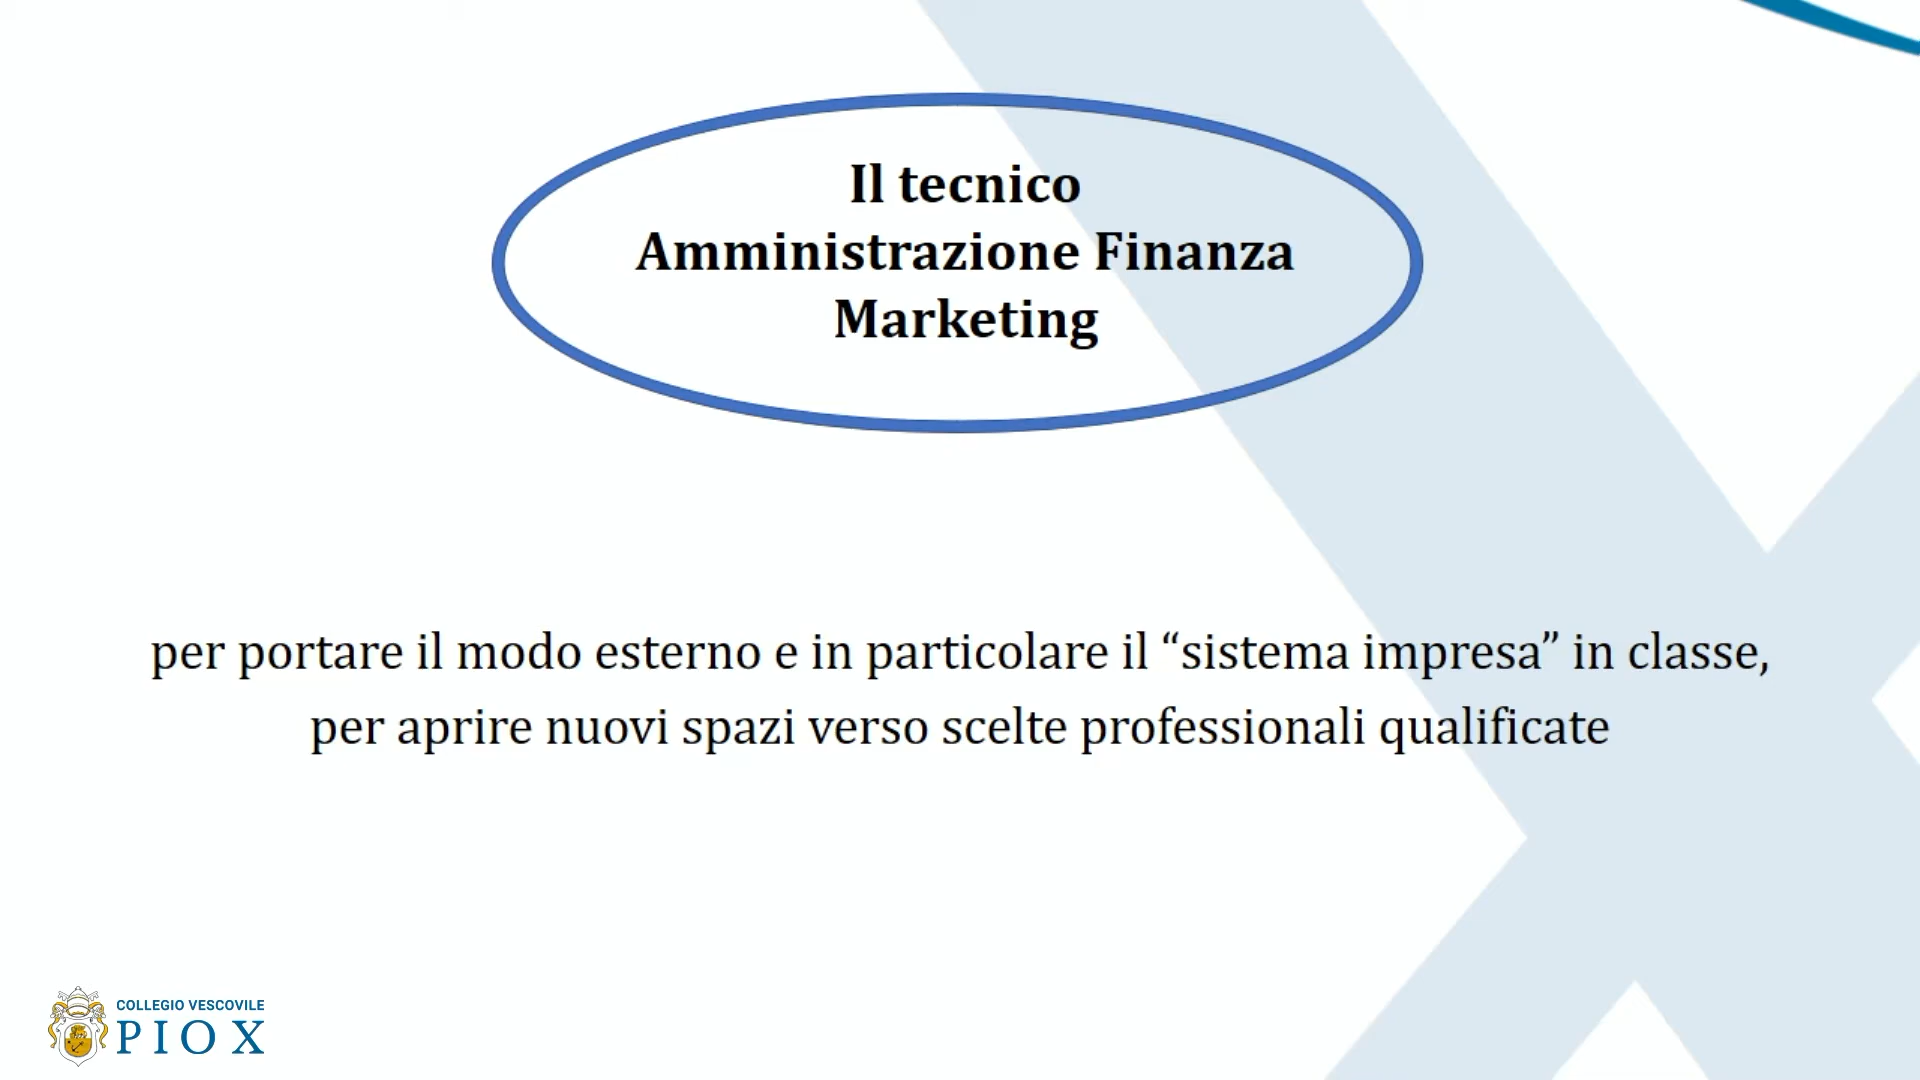 Il tecnico
Amministrazione Finanza
Marketing
per portare il modo esterno e in particolare il “sistema impresa” in classe,
per aprire nuovi spazi verso scelte professionali qualificate
COLLEGIO VESCOVILE
PIO X